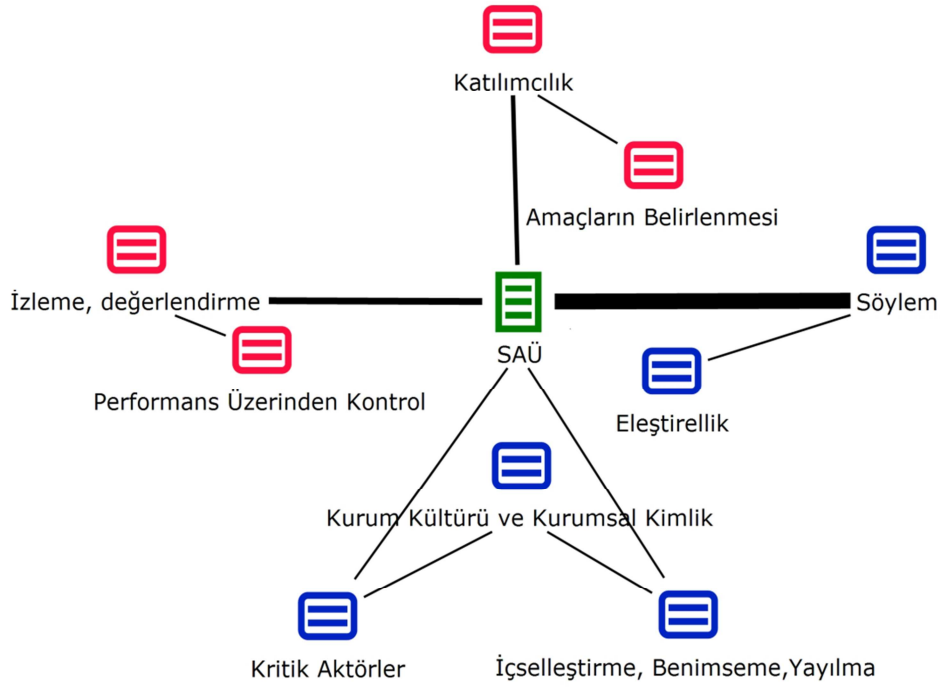 Katılımcılık
Amaçların Belirlenmesi
İzleme, değerlendirme
Söylem
SAÜ
Performans Üzerinden Kontrol
Eleştirellik
Kurum Kültürü ve Kurumsal Kimlik
Kritik Aktörler
İçselleştirme, Benimseme,Yayılma